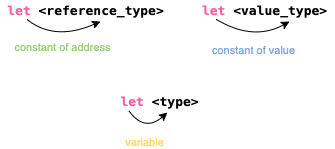 let <reference_type>
let <value_type>
constant of address
constant of value
let <type>
variable